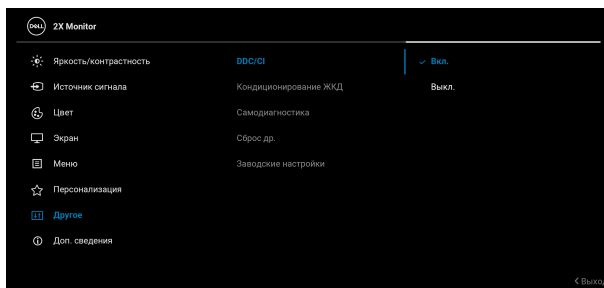 DELL 2X Monitor
Яркость/контрастность DDC/CI Вкл.
Источник сигнала Кондиционирование ЖКД Выкл.
Цвет Самодиагностика
Экран Сброс др.
Меню Заводские настройки
Персонализация
Другое
Доп. сведения
Выход